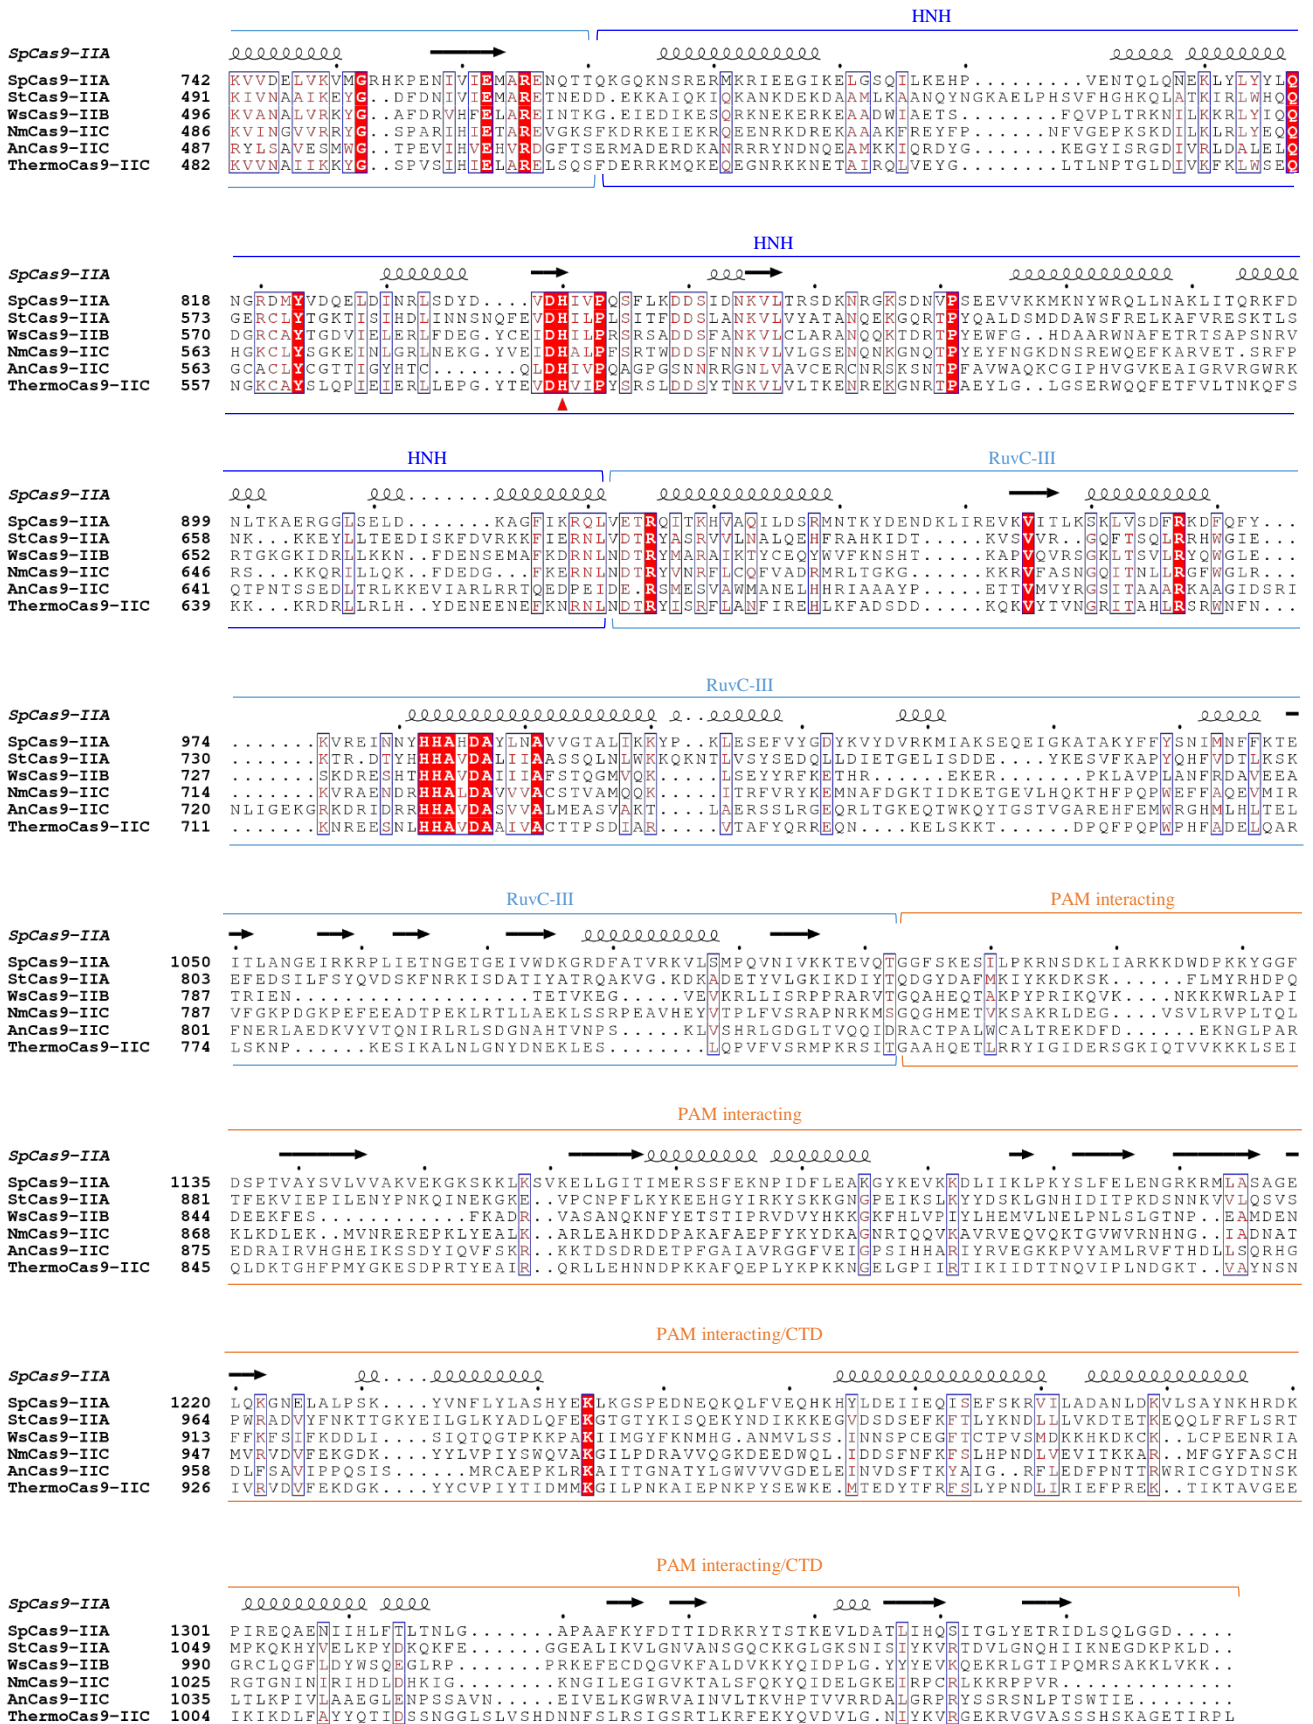 HNH
SpCas9-IIA
SpCas9-IIA 742 KVVDELVKVMGRHKPENIVIEMARENQTTQKGQKNSRERMKRIEEGIKELGSQILKEHP.........VENTQLQNEKLYLYYLQ
StCas9-IIA 491 KIVNAAIKEYG..DFDNIVIEMARETNEDD.EKKAIQKIQKANKDEKDAAMLKAANQYNGKAELPHSVFHGHKQLATKIRLWHQQ
WsCas9-IIB 496 KVANALVRKYG..AFDRVHFELAREINTKG.EIEDIKESQRKNEKERKEAADWIAETS.........FQVPLTRKNILKKRLYIQQ
NmCas9-IIC 486 KVINGVVRRYG..SPARIHIETAREVGKSFKDRKEIEKRQEENRKDREKAAAKFREYFP.....NFVGEPKSKDILKLRLYEQQ
AnCas9-IIC 487 RYLSAVESMWG..TPEVIHVEHVRDGFTSERMADERDKANRRRYNDNQEAMKKIQRDYG.......KEGYISRGDIVRLDALELQ
ThermoCas9-IIC 482 KVVNAIIKKYG..SPVSIHIELARELSQSFDERRKMQKEQEGNRKKNETAIRQLVEYG........LTLNPTGLDIVKFKLWSEQ
HNH
SpCas9-IIA
SpCas9-IIA 818 NGRDMYVDQELDINRLSDYD....VDHIVPQSFLKDDSIDNKVLTRSDKNRGKSDNVPSEEVVKKMKNYWRQLLNAKLITQRKFD
StCas9-IIA 573 GERCLYTGKTISIHDLINNSNQFEVDHILPLSITFDDSLANKVLVYATANQEKGQRTPYQALDSMDDAWSFRELKAFVRESKTLS
WsCas9-IIB 570 DGRCAYTGDVIELERLFDEG.YCEIDHILPRSRSADDSFANKVLCLARANQQKTDRTPYEWFG..HDAARWNAFETRTSAPSNRV
NmCas9-IIC 563 HGKCLYSGKEINLGRLNEKG.YVEIDHALPFSRTWDDSFNNKVLVLGSENQNKGNQTPYEYFNGKDNSREWQEFKARVET.SRFP
AnCas9-IIC 563 GCACLYCGTTIGYHTC......QLDHIVPQAGPGSNNRRGNLVAVCERCNRSKSNTPFAVWAQKCGIPHVGVKEAIGRVRGWRK
ThermoCas9-IIC 557 NGKCAYSLQPIEIERLLEPG.YTEVDHVIPYSRSLDDSYTNKVLVLTKENREKGNRTPAEYLG..LGSERWQQFETFVLTNKQFS
HNH RuvC-III
SpCas9-IIA
SpCas9-IIA 899 NLTKAERGGLSELD.......KAGFIKRQLVETRQITKHVAQILDSRMNTKYDENDKLIREVKVITLKSKLVSDFRKDFQFY...
StCas9-IIA 658 NK...KKEYLLTEEDISKFDVRKKFIERNLVDTRYASRVVLNALQEHFRAHKIDT.....KVSVVR.GQFTSQLRRHWGIE...
WsCas9-IIB 652 RTGKGKIDRLLKKN..FDENSEMAFKDRNLNDTRYMARAIKTYCEQYWVFKNSHT.....KAPVQVRSGKLTSVLRYQWGLE...
NmCas9-IIC 646 RS...KKQRILLQK.FDEDG...FKERNLNDTRYVNRFLCQFVADRMRLTGKG......KKRVFASNGQITNLLRGFWGLR...
AnCas9-IIC 641 QTPNTSSEDLTRLKKEVIARLRRTQEDPEIDE.RSMESVAWMANELHHRIAAAYP.....ETTVMVYRGSITAAARKAAGIDSRI
ThermoCas9-IIC 639 KK...KRDRLLRLH..YDENEENEFKNRNLNDTRYISRFLANFIREHLKFADSDD.....KQKVYTVNGRITAHLRSRWNFN...
RuvC-III
SpCas9-IIA
SpCas9-IIA 974 .......KVREINNYHHAHDAYLNAVVGTALIKKYP..KLESEFVYGDYKVYDVRKMIAKSEQEIGKATAKYFFYSNIMNFFKTE
StCas9-IIA 730 .......KTR.DTYHHHAVDALIIAASSQLNLWKKQKNTLVSYSEDQLLDIETGELISDDE....YKESVFKAPYQHFVDTLKSK
WsCas9-IIB 727 .......SKDRESHTHHAVDAIIIAFSTQGMVQK.....LSEYYRFKETHR......EKER......PKLAVPLANFRDAVEEA
NmCas9-IIC 714 .......KVRAENDRHHALDAVVVACSTVAMQQK.....ITRFVRYKEMNAFDGKTIDKETGEVLHQKTHFPQPWEFFAQEVMIR
AnCas9-IIC 720 NLIGEKGRKDRIDRRHHAVDASVVALMEASVAKT.....LAERSSLRGEQRLTGKEQTWKQYTGSTVGAREHFEMWRGHMLHLTEL
ThermoCas9-IIC 711 .......KNREESNLHHAVDAAIVACTTPSDIAR.....VTAFYQRREQN....KELSKKT.....DPQFPQPWPHFADELQAR
RuvC-III PAM interacting
SpCas9-IIA
SpCas9-IIA 1050 ITLANGEIRKRPLIETNGETGEIVWDKGRDFATVRKVLSMPQVNIVKKTEVQTGGFSKESILPKRNSDKLIARKKDWDPKKYGGF
StCas9-IIA 803 EFEDSILFSYQVDSKFNRKISDATIYATRQAKVG.KDKADETYVLGKIKDIYTQDGYDAFMKIYKKDKSK.....FLMYRHDPQ
WsCas9-IIB 787 TRIEN...............TETVKEG.....VEVKRLLISRPPRARVTGQAHEQTAKPYPRIKQVK.....NKKKWRLAPI
NmCas9-IIC 787 VFGKPDGKPEFEEADTPEKLRTLLAEKLSSRPEAVHEYVTPLFVSRAPNRKMSGQGHMETVKSAKRLDEG.....VSVLRVPLTQL
AnCas9-IIC 801 FNERLAEDKVYVTQNIRLRLSDGNAHTVNPS.....KLVSHRLGDGLTVQQIDRACTPALWCALTREKDFD......EKNGLPAR
ThermoCas9-IIC 774 LSKNP......KESIKALNLGNYDNEKLES.......LQPVFVSRMPKRSITGAAHQETLRRYIGIDERSGKIQTVVKKKLSEI
PAM interacting
SpCas9-IIA
SpCas9-IIA 1135 DSPTVAYSVLVVAKVEKGKSKKLKSVKELLGITIMERSSFEKNPIDFLEAKGYKEVKKDLIIKLPKYSLFELENGRKRMLASAGE
StCas9-IIA 881 TFEKVIEPILENYPNKQINEKGKE..VPCNPFLKYKEEHGYIRKYSKKGNGPEIKSLKYYDSKLGNHIDITPKDSNNKVVLQSVS
WsCas9-IIB 844 DEEKFES............FKADR..VASANQKNFYETSTIPRVDVYHKKGKFHLVPIYLHEMVLNELPNLSLGTNP..EAMDEN
NmCas9-IIC 868 KLKDLEK..MVNREREPKLYEALK..ARLEAHKDDPAKAFAEPFYKYDKAGNRTQQVKAVRVEQVQKTGVWVRNHNG..IADNAT
AnCas9-IIC 875 EDRAIRVHGHEIKSSDYIQVFSKR..KKTDSDRDETPFGAIAVRGGFVEIGPSIHHARIYRVEGKKPVYAMLRVFTHDLLSQRHG
ThermoCas9-IIC 845 QLDKTGHFPMYGKESDPRTYEAIR..QRLLEHNNDPKKAFQEPLYKPKKNGELGPIIRTIKIIDTTNQVIPLNDGKT..VAYNSN
PAM interacting/CTD
SpCas9-IIA
SpCas9-IIA 1220 LQKGNELALPSK....YVNFLYLASHYEKLKGSPEDNEQKQLFVEQHKHYLDEIIEQISEFSKRVILADANLDKVLSAYNKHRDK
StCas9-IIA 964 PWRADVYFNKTTGKYEILGLKYADLQFEKGTGTYKISQEKYNDIKKKEGVDSDSEFKFTLYKNDLLLVKDTETKEQQLFRFLSRT
WsCas9-IIB 913 FFKFSIFKDDLI....SIQTQGTPKKPAKIIMGYFKNMHG.ANMVLSS.INNSPCEGFTCTPVSMDKKHKDKCK..LCPEENRIA
NmCas9-IIC 947 MVRVDVFEKGDK....YYLVPIYSWQVAKGILPDRAVVQGKDEEDWQL.IDDSFNFKFSLHPNDLVEVITKKAR..MFGYFASCH
AnCas9-IIC 958 DLFSAVIPPQSIS.....MRCAEPKLRKAITTGNATYLGWVVVGDELEINVDSFTKYAIG..RFLEDFPNTTRWRICGYDTNSK
ThermoCas9-IIC 926 IVRVDVFEKDGK....YYCVPIYTIDMMKGILPNKAIEPNKPYSEWKE.MTEDYTFRFSLYPNDLIRIEFPREK..TIKTAVGEE
PAM interacting/CTD
SpCas9-IIA
SpCas9-IIA 1301 PIREQAENIIHLFTLTNLG.......APAAFKYFDTTIDRKRYTSTKEVLDATLIHQSITGLYETRIDLSQLGGD.....
StCas9-IIA 1049 MPKQKHYVELKPYDKQKFE.......GGEALIKVLGNVANSGQCKKGLGKSNISIYKVRTDVLGNQHIIKNEGDKPKLD..
WsCas9-IIB 990 GRCLQGFLDYWSQEGLRP........PRKEFECDQGVKFALDVKKYQIDPLG.YYYEVKQEKRLGTIPQMRSAKKLVKK..
NmCas9-IIC 1025 RGTGNINIRIHDLDHKIG.......KNGILEGIGVKTALSFQKYQIDELGKEIRPCRLKKRPPVR........
AnCas9-IIC 1035 LTLKPIVLAAEGLENPSSAVN.....EIVELKGWRVAINVLTKVHPTVVRRDALGRPRYSSRSNLPTSWTIE.......
ThermoCas9-IIC 1004 IKIKDLFAYYQTIDSSNGGLSLVSHDNNFSLRSIGSRTLKRFEKYQVDVLG.NIYKVRGEKRVGVASSSHSKAGETIRPL